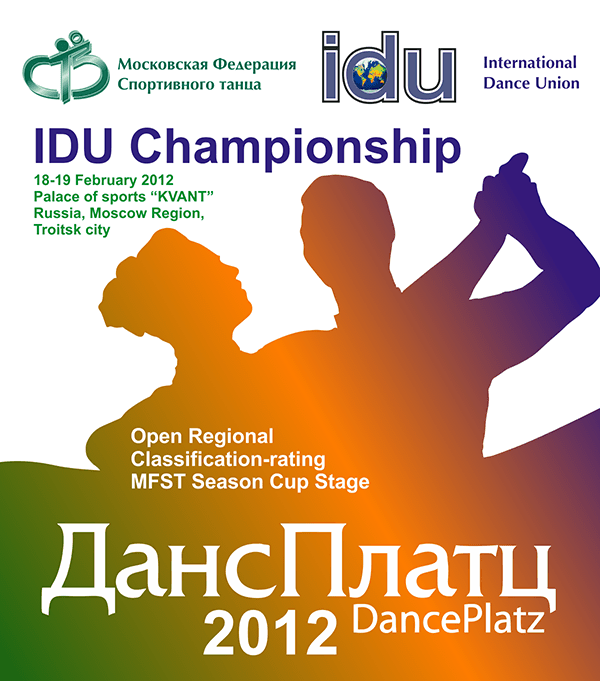 Московская Федерация
Спортивного танца
idu
International
Dance Union
IDU Championship
18-19 February 2012
Palace of sports “KVANT”
Russia, Moscow Region,
Troitsk city
Open Regional
Classification-rating
MFST Season Cup Stage
ДансПлатц
2012 DancePlatz